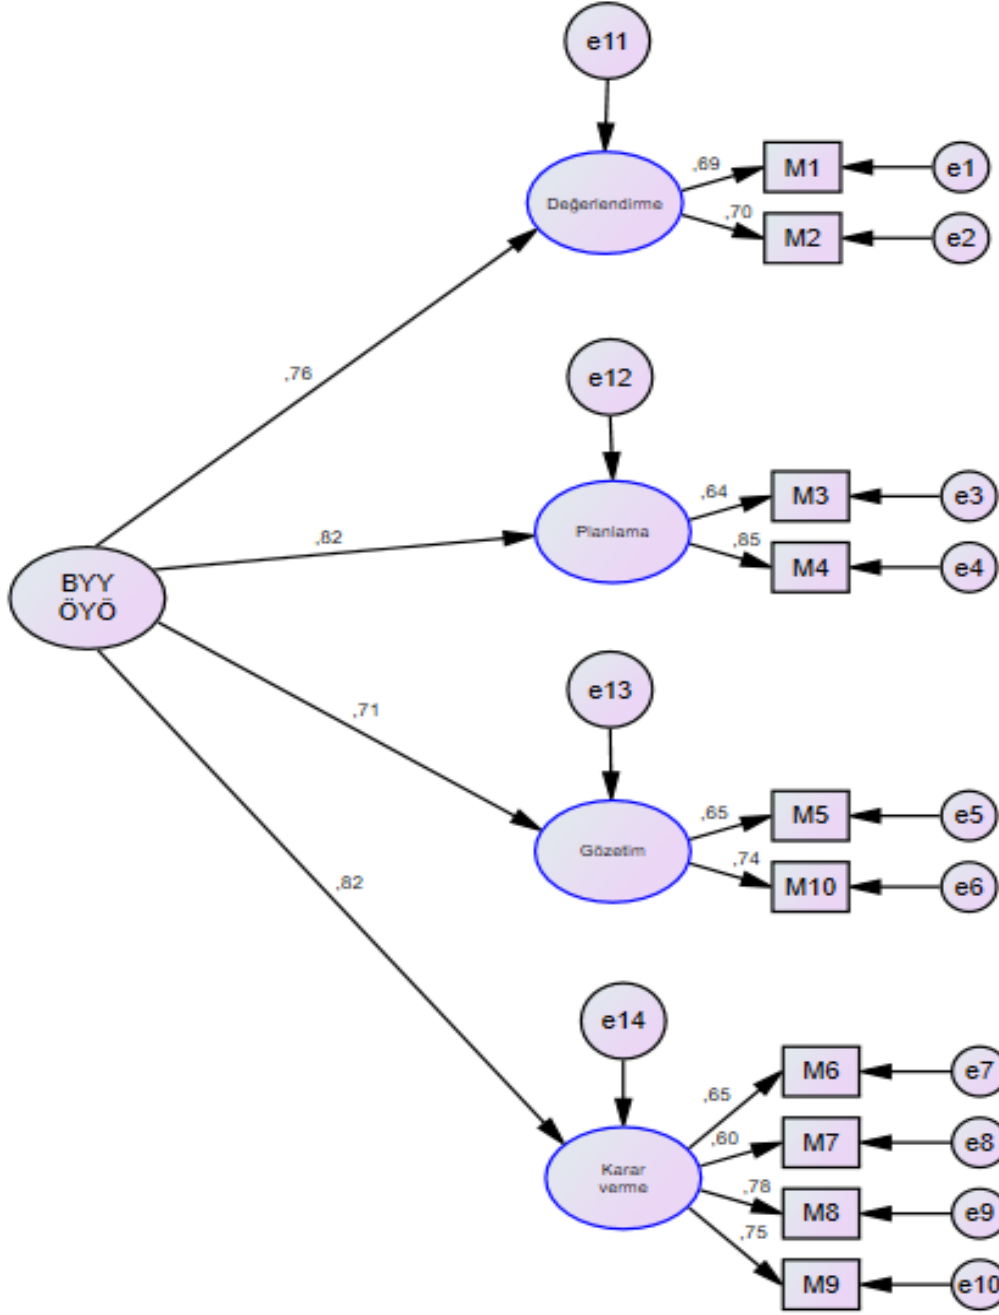 e11
,69
M1
e1
Değerlendirme
,70
M2
e2
,76
e12
,64
M3
e3
Planlama
,82
,85
M4
e4
BYY
ÖYÖ
e13
,71
,65
M5
e5
Gözetim
,74
M10
e6
,82
e14
M6
e7
,65
,60
M7
e8
Karar
verme
,78
M8
e9
,75
M9
e10